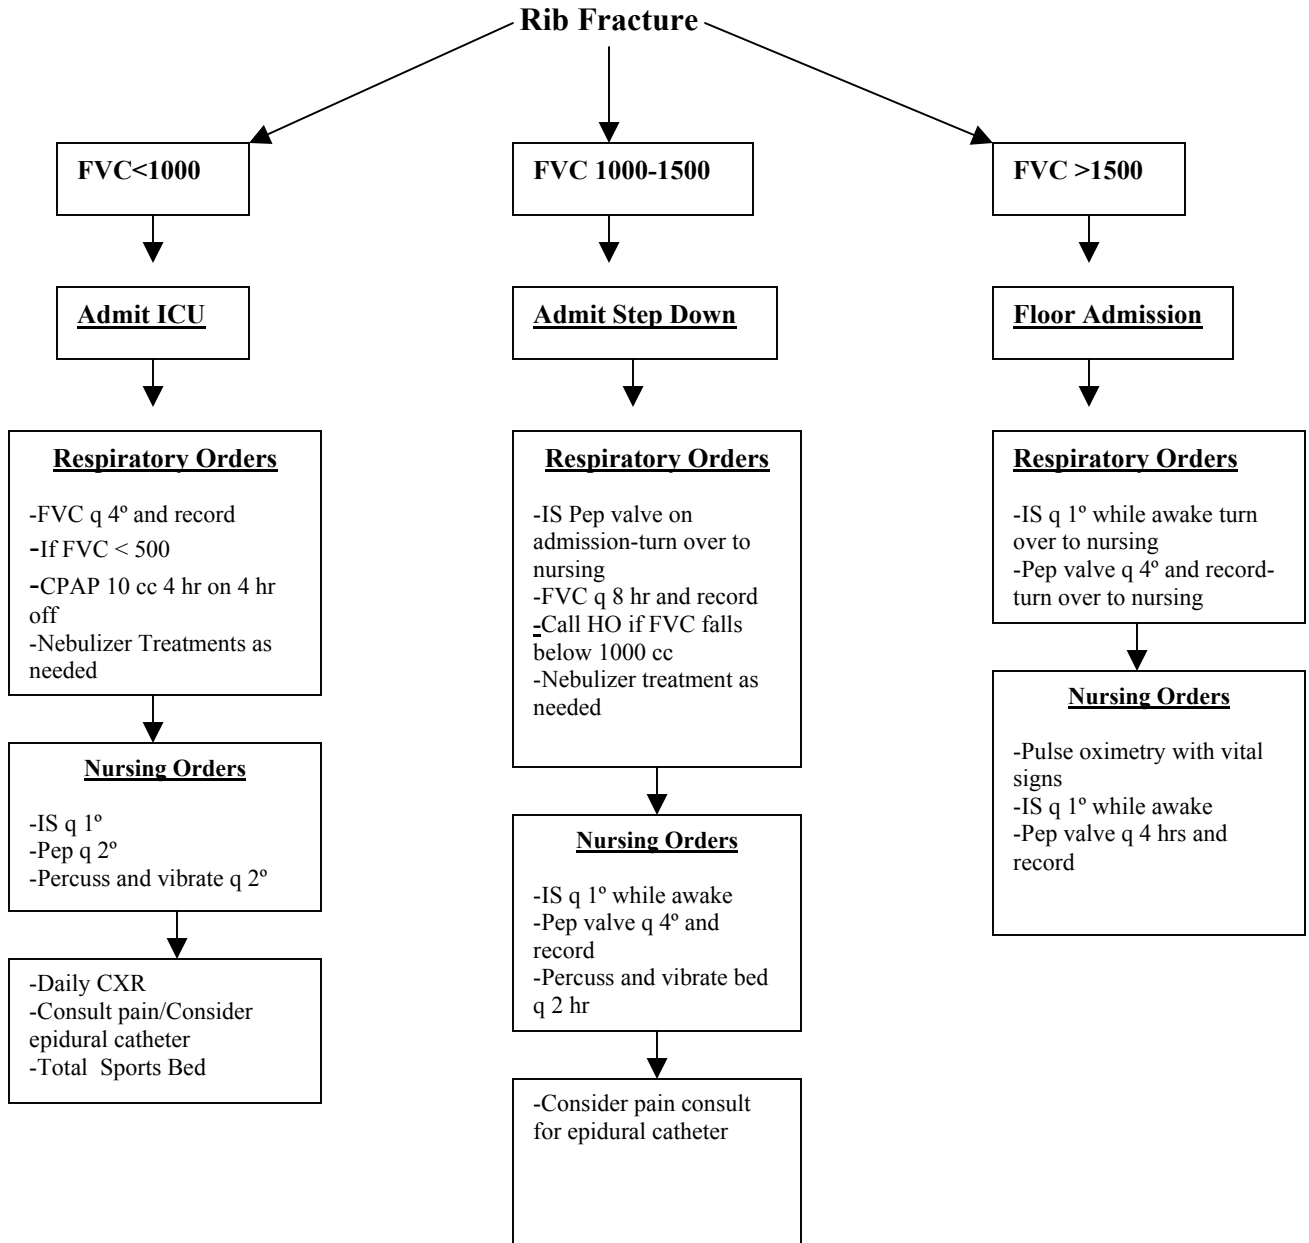 Rib Fracture
FVC<1000
Admit ICU
Respiratory Orders
-FVC q 4º and record
-If FVC < 500
-CPAP 10 cc 4 hr on 4 hr
off
-Nebulizer Treatments as
needed
Nursing Orders
-IS q 1º
-Pep q 2º
-Percuss and vibrate q 2º
-Daily CXR
-Consult pain/Consider
epidural catheter
-Total Sports Bed
FVC 1000-1500
Admit Step Down
Respiratory Orders
-IS Pep valve on
admission-turn over to
nursing
-FVC q 8 hr and record
-Call HO if FVC falls
below 1000 cc
-Nebulizer treatment as
needed
Nursing Orders
-IS q 1º while awake
-Pep valve q 4º and
record
-Percuss and vibrate bed
q 2 hr
-Consider pain consult
for epidural catheter
FVC >1500
Floor Admission
Respiratory Orders
-IS q 1º while awake turn
over to nursing
-Pep valve q 4º and record-
turn over to nursing
Nursing Orders
-Pulse oximetry with vital
signs
-IS q 1º while awake
-Pep valve q 4 hrs and
record